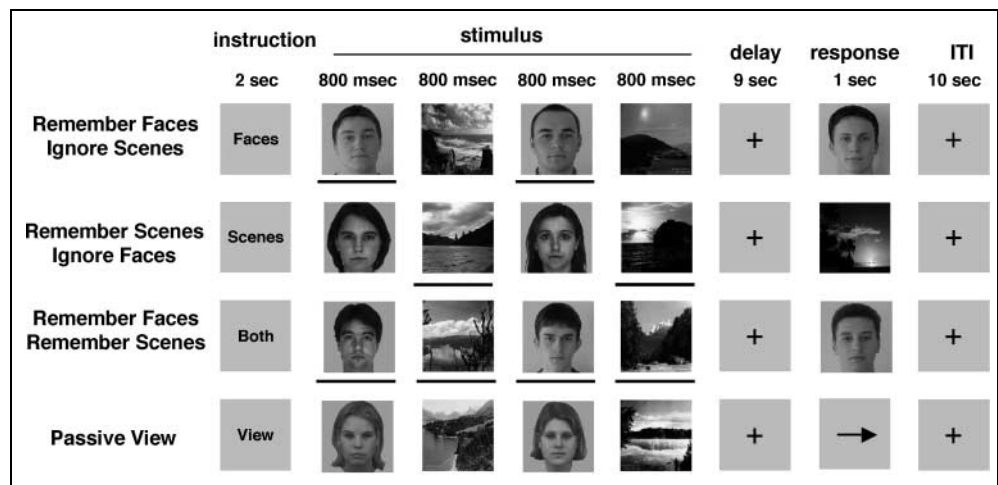 instruction
stimulus
delay
response
ITI
2 sec
800 msec
800 msec
800 msec
800 msec
9 sec
1 sec
10 sec
Remember Faces
Ignore Scenes
Faces
+
+
Remember Scenes
Ignore Faces
Scenes
+
+
Remember Faces
Remember Scenes
Both
+
+
Passive View
View
+
+